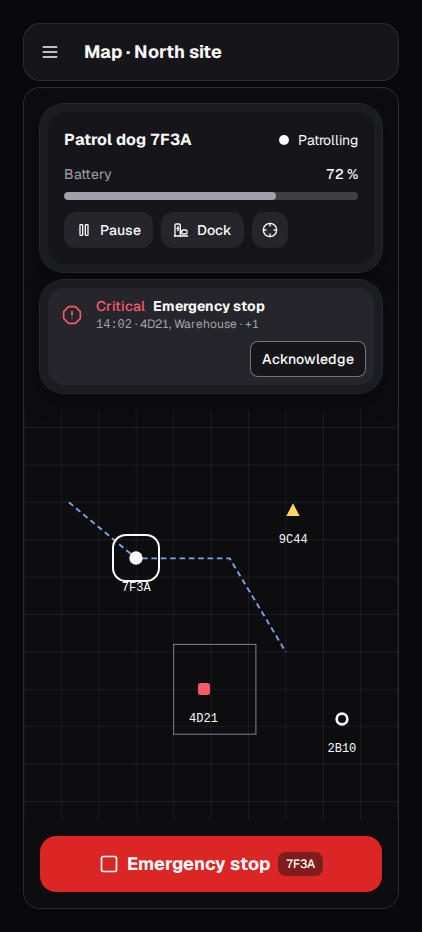 Map · North site
Patrol dog 7F3A
Patrolling
Battery
72 %
Pause
Dock
Critical Emergency stop
14:02 · 4D21, Warehouse · +1
Acknowledge
9C44
7F3A
4D21
2B10
Emergency stop 7F3A